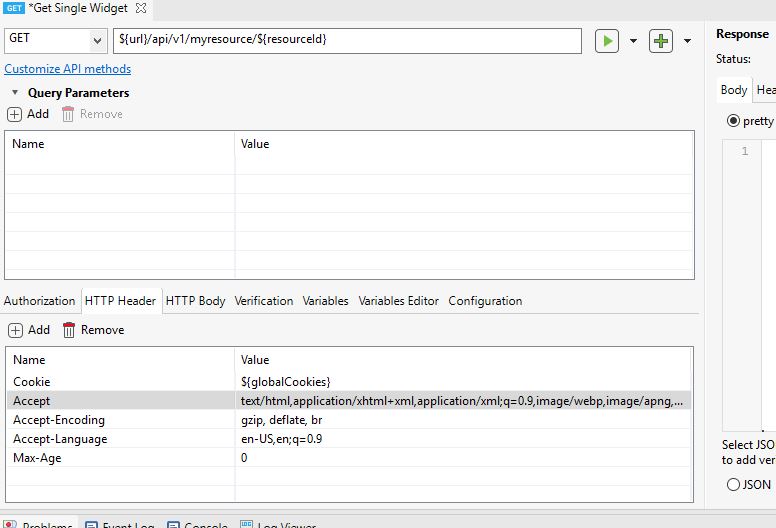 GET *Get Single Widget
GET ${url}/api/v1/myresource/${resourceId}
Customize API methods
Query Parameters
Add Remove
Name Value
Authorization HTTP Header HTTP Body Verification Variables Variables Editor Configuration
Add Remove
Name Value
Cookie ${globalCookies}
Accept text/html,application/xhtml+xml,application/xml;q=0.9,image/webp,image/apng,...
Accept-Encoding gzip, deflate, br
Accept-Language en-US,en;q=0.9
Max-Age 0
Problems Event Log Console LOG Log Viewer
Response
Status:
Body Hea
pretty
1
Select JSO
to add ver
JSON